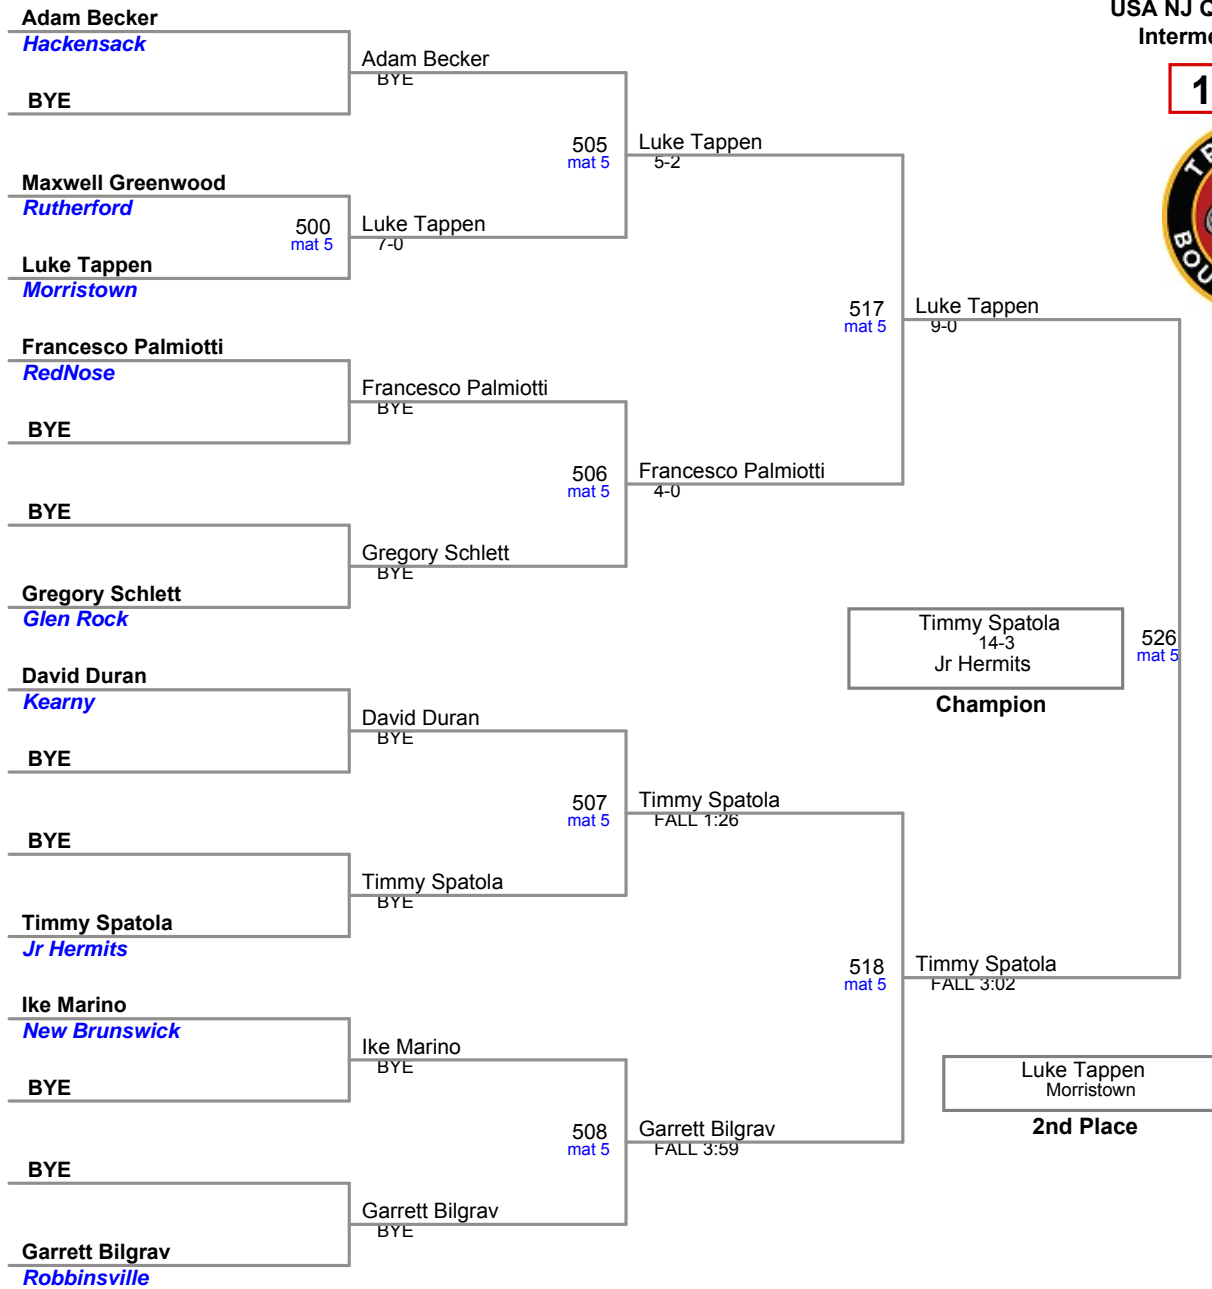 Adam Becker
Hackensack
BYE
Maxwell Greenwood
Rutherford
Luke Tappen
Morristown
Francesco Palmiotti
RedNose
BYE
BYE
Gregory Schlett
Glen Rock
David Duran
Kearny
BYE
BYE
Timmy Spatola
Jr Hermits
Ike Marino
New Brunswick
BYE
BYE
Garrett Bilgrav
Robbinsville
Adam Becker
BYE
500
mat 5
Luke Tappen
7-0
Francesco Palmiotti
BYE
Gregory Schlett
BYE
David Duran
BYE
Timmy Spatola
BYE
Ike Marino
BYE
Garrett Bilgrav
BYE
505
mat 5
Luke Tappen
5-2
506
mat 5
Francesco Palmiotti
4-0
507
mat 5
Timmy Spatola
FALL 1:26
508
mat 5
Garrett Bilgrav
FALL 3:59
517
mat 5
Luke Tappen
9-0
518
mat 5
Timmy Spatola
FALL 3:02
USA NJ
1
526
mat 5
Timmy Spatola
14-3
Jr Hermits
Champion
Luke Tappen
Morristown
2nd Place